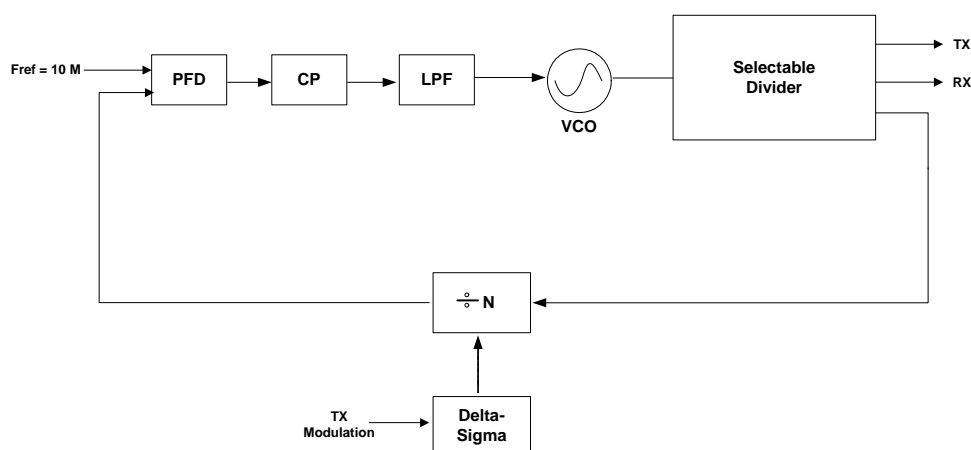 Fref = 10 M
PFD
CP
LPF
VCO
Selectable
Divider
TX
RX
÷ N
TX
Modulation
Delta-
Sigma